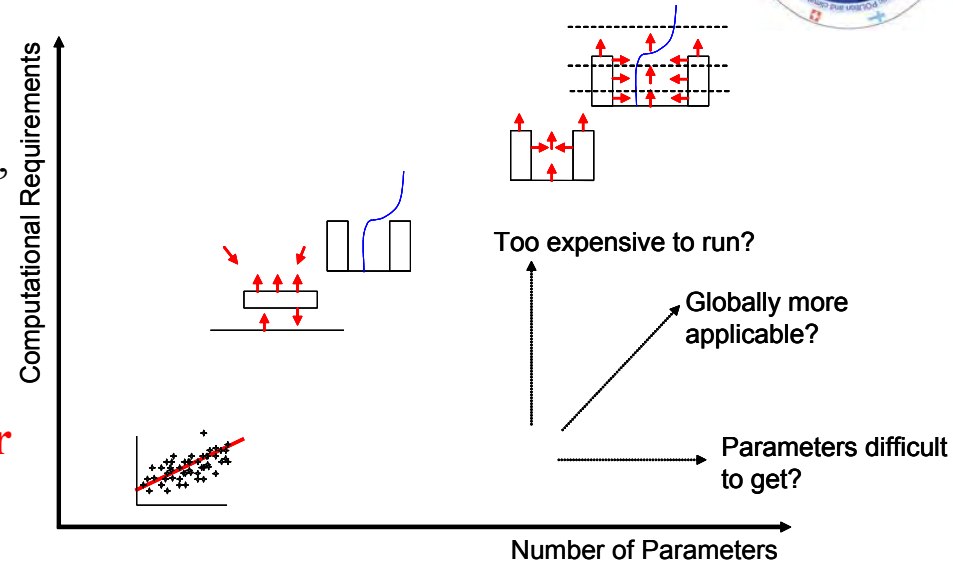 Computational Requirements
,
r
Too expensive to run?
Globally more
applicable?
Parameters difficult
to get?
Number of Parameters